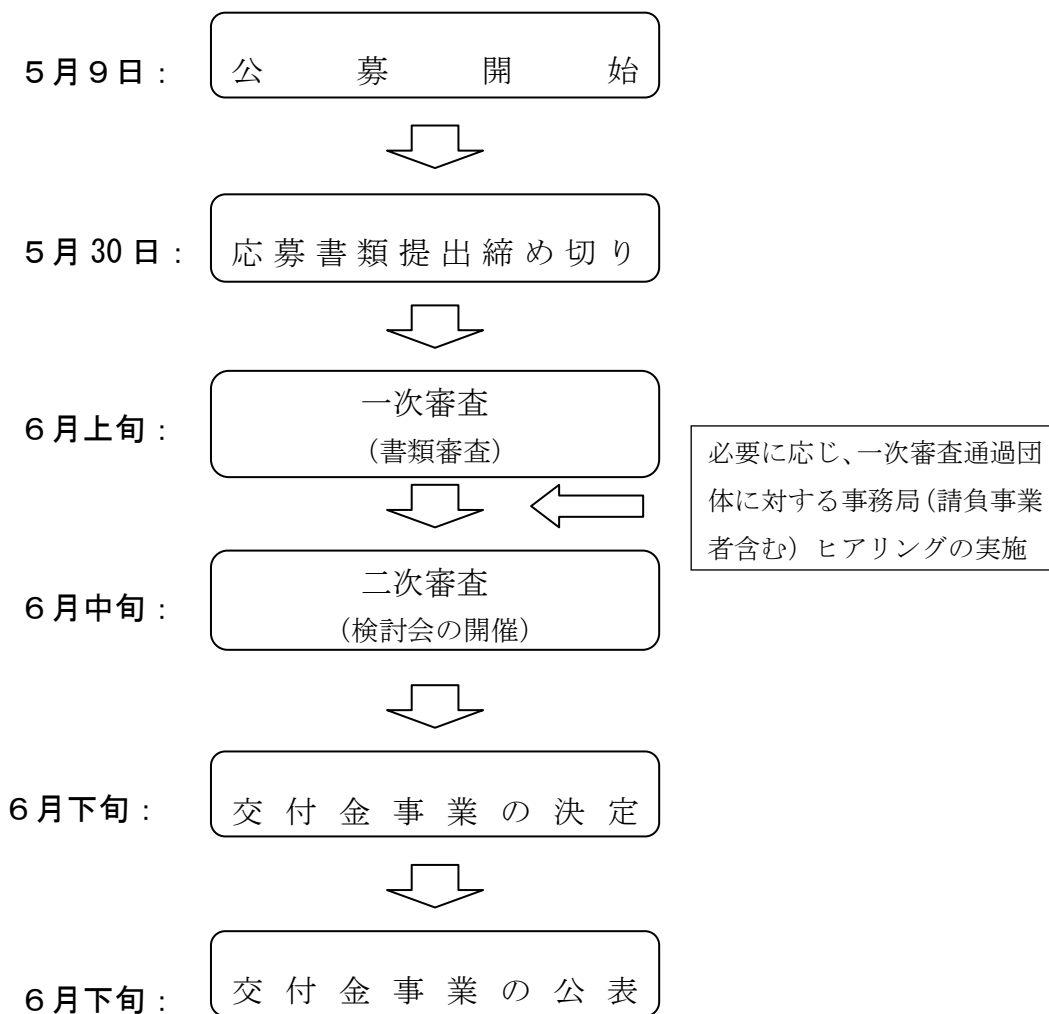 5月9日：
公募開始
5月30日：
応募書類提出締め切り
6月上旬：
一次審査
（書類審査）
必要に応じ、一次審査通過団
体に対する事務局（請負事業
者含む）ヒアリングの実施
6月中旬：
二次審査
（検討会の開催）
6月下旬：
交付金事業の決定
6月下旬：
交付金事業の公表